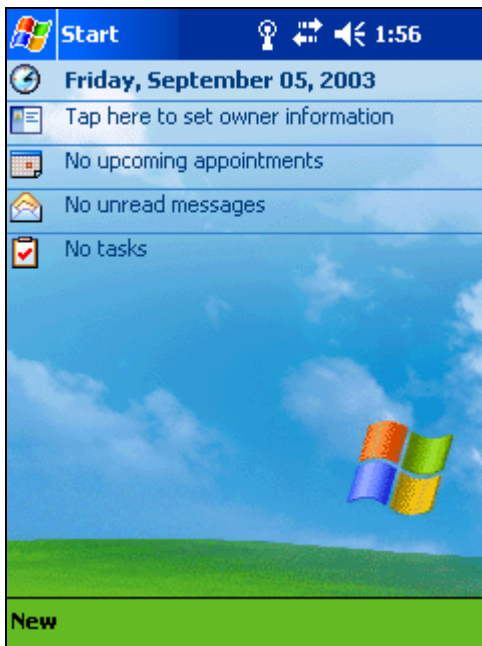 Start 1:56
Friday, September 05, 2003
Tap here to set owner information
No upcoming appointments
No unread messages
No tasks
New